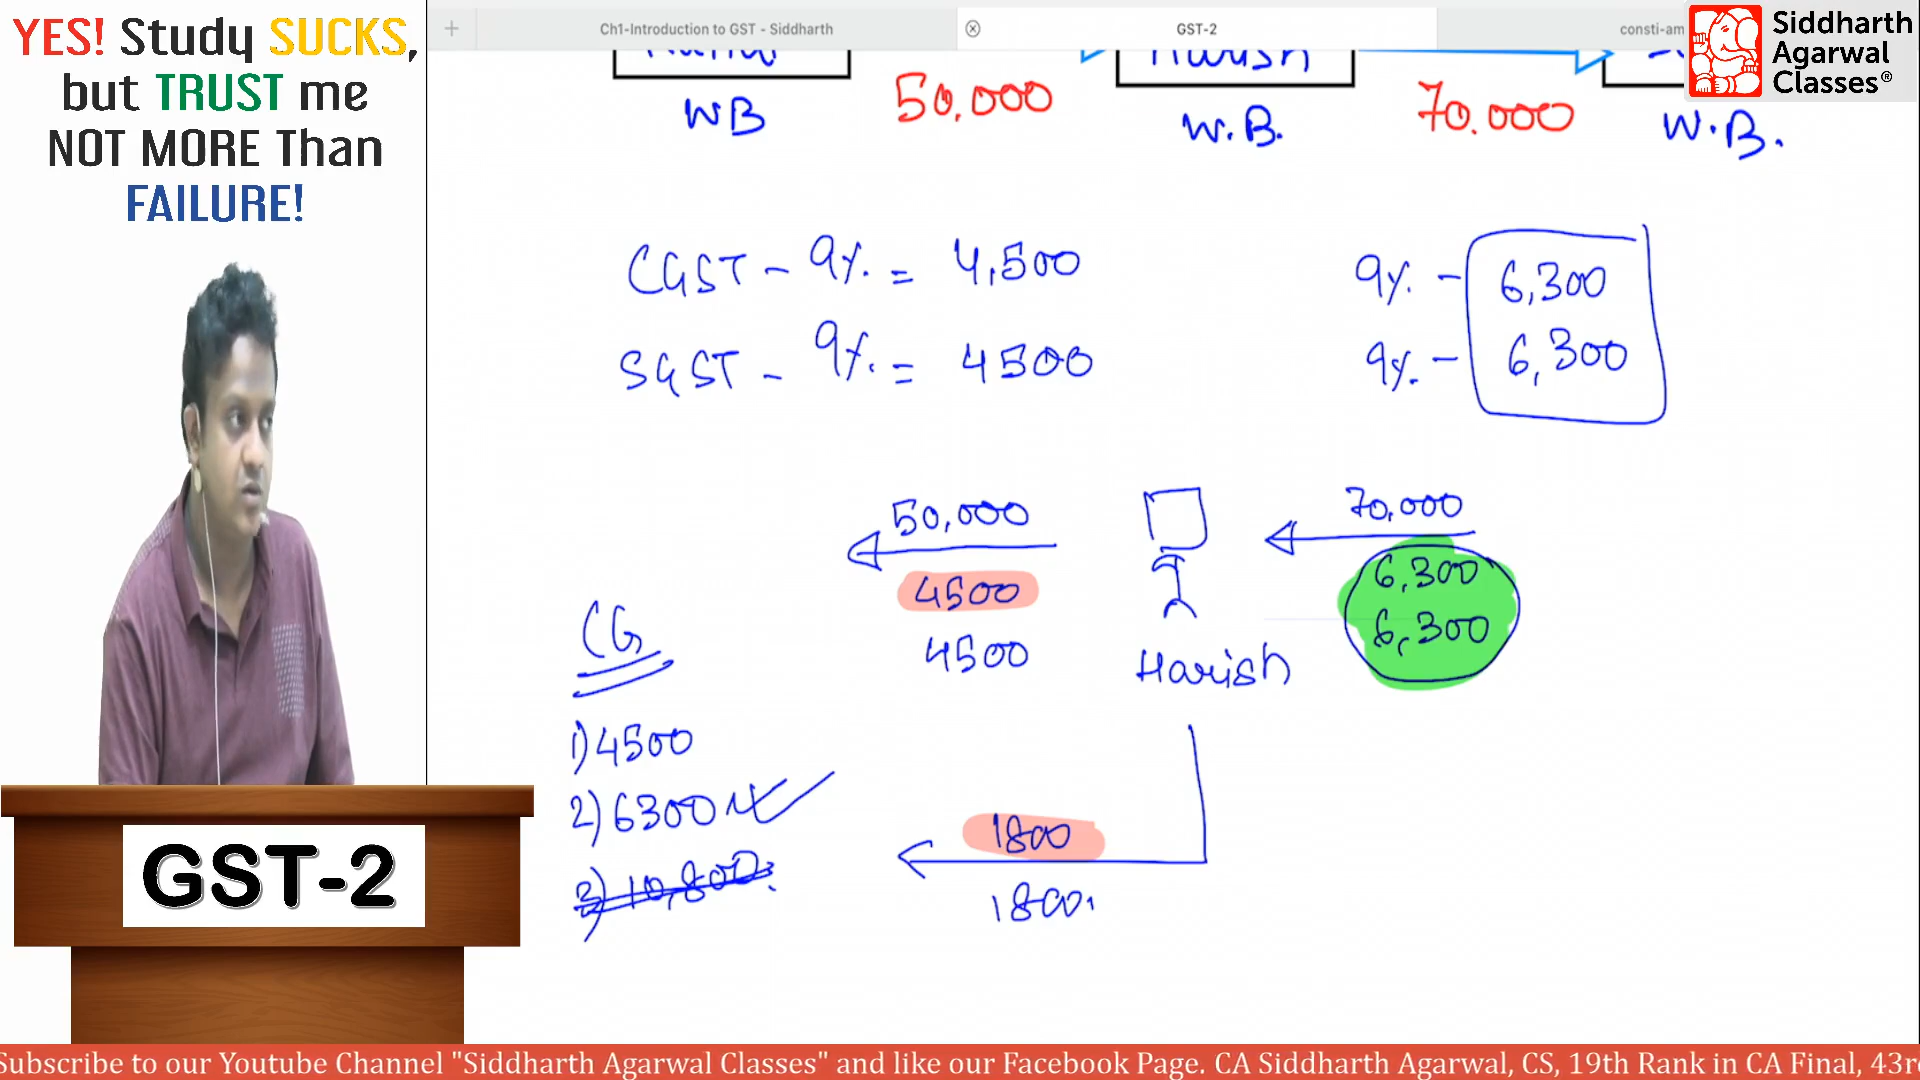 YES! Study SUCKS,
but TRUST me
NOT MORE Than
FAILURE!
Ch1-Introduction to GST - Siddharth
GST-2
consti-am
Siddharth
Agarwal
Classes®
Harish
WB
50,000
W.B.
70.000
W.B.
CGST - 9%. = 4,500
9%. - 6,300
SGST - 9%. = 4500
9%. - 6,300
50,000
70,000
4500
6,300
4500
6,300
Harish
CG
1) 4500
2) 6300
3) 10,800.
1800
1800
GST-2
Subscribe to our Youtube Channel "Siddharth Agarwal Classes" and like our Facebook Page. CA Siddharth Agarwal, CS, 19th Rank in CA Final, 43r